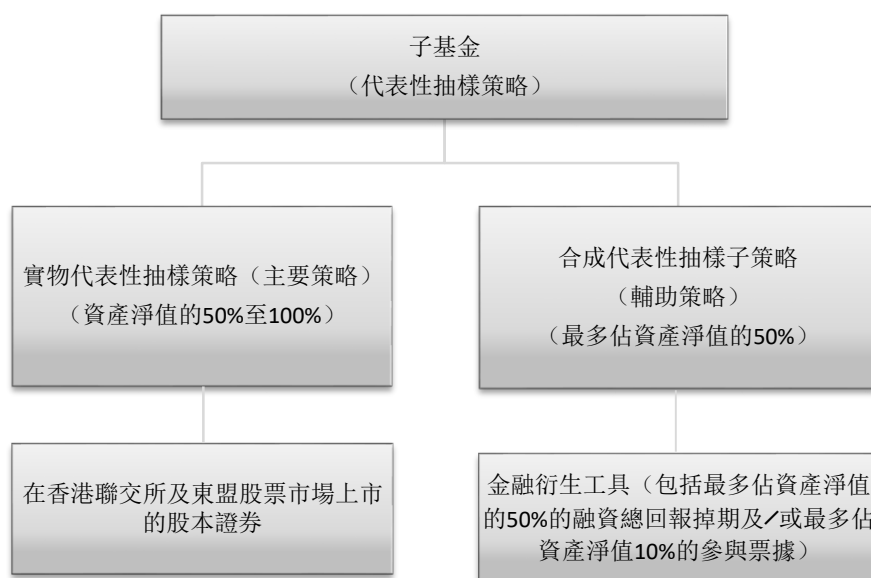 子基金
（代表性抽樣策略）
實物代表性抽樣策略（主要策略）
（資產淨值的50%至100%）
合成代表性抽樣子策略
（輔助策略）
（最多佔資產淨值的50%）
在香港聯交所及東盟股票市場上市
的股本證券
金融衍生工具（包括最多佔資產淨值
的50%的融資總回報掉期及╱或最多佔
資產淨值10%的參與票據）